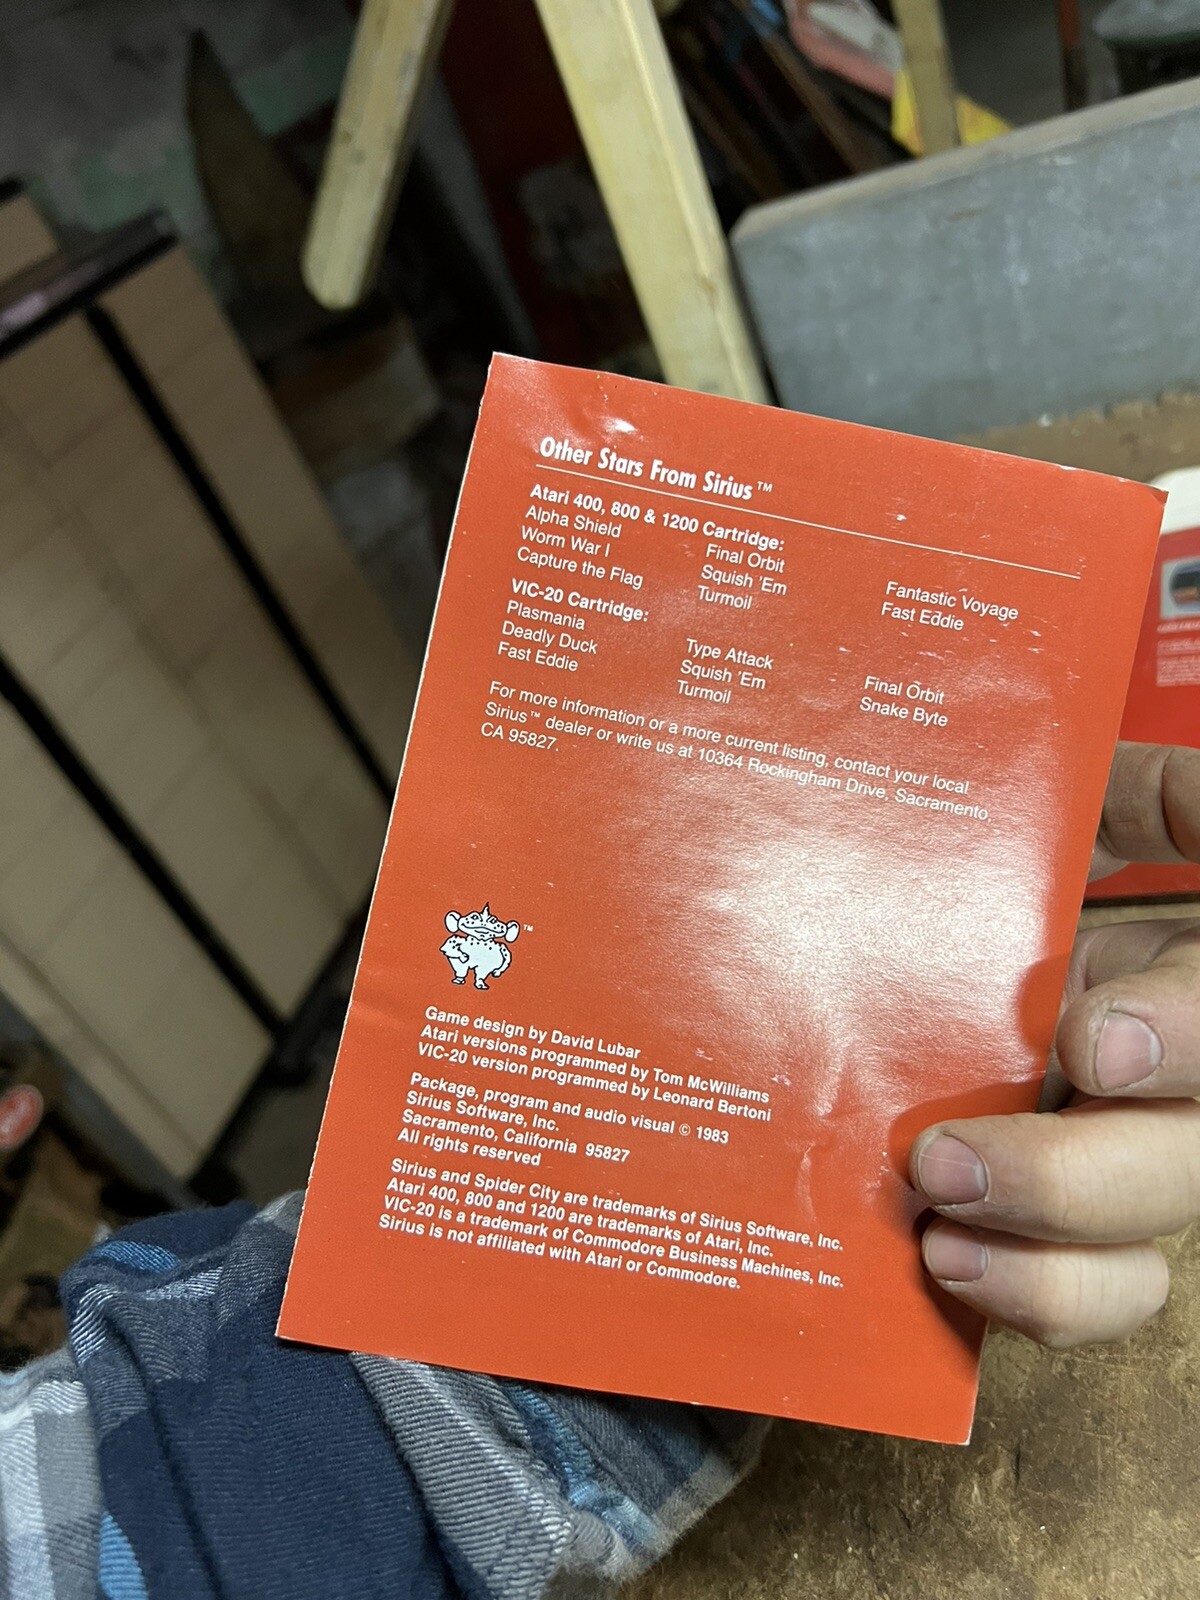 Other Stars From Sirius™
Atari 400, 800 & 1200 Cartridge:
Alpha Shield Final Orbit Fantastic Voyage
Worm War I Squish 'Em Fast Eddie
Capture the Flag Turmoil
VIC-20 Cartridge:
Plasmania Type Attack Final Orbit
Deadly Duck Squish 'Em Snake Byte
Fast Eddie Turmoil
For more information or a more current listing, contact your local
Sirius™ dealer or write us at 10364 Rockingham Drive, Sacramento,
CA 95827.
TM
Game design by David Lubar
Atari versions programmed by Tom McWilliams
VIC-20 version programmed by Leonard Bertoni
Package, program and audio visual © 1983
Sirius Software, Inc.
Sacramento, California 95827
All rights reserved
Sirius and Spider City are trademarks of Sirius Software, Inc.
Atari 400, 800 and 1200 are trademarks of Atari, Inc.
VIC-20 is a trademark of Commodore Business Machines, Inc.
Sirius is not affiliated with Atari or Commodore.